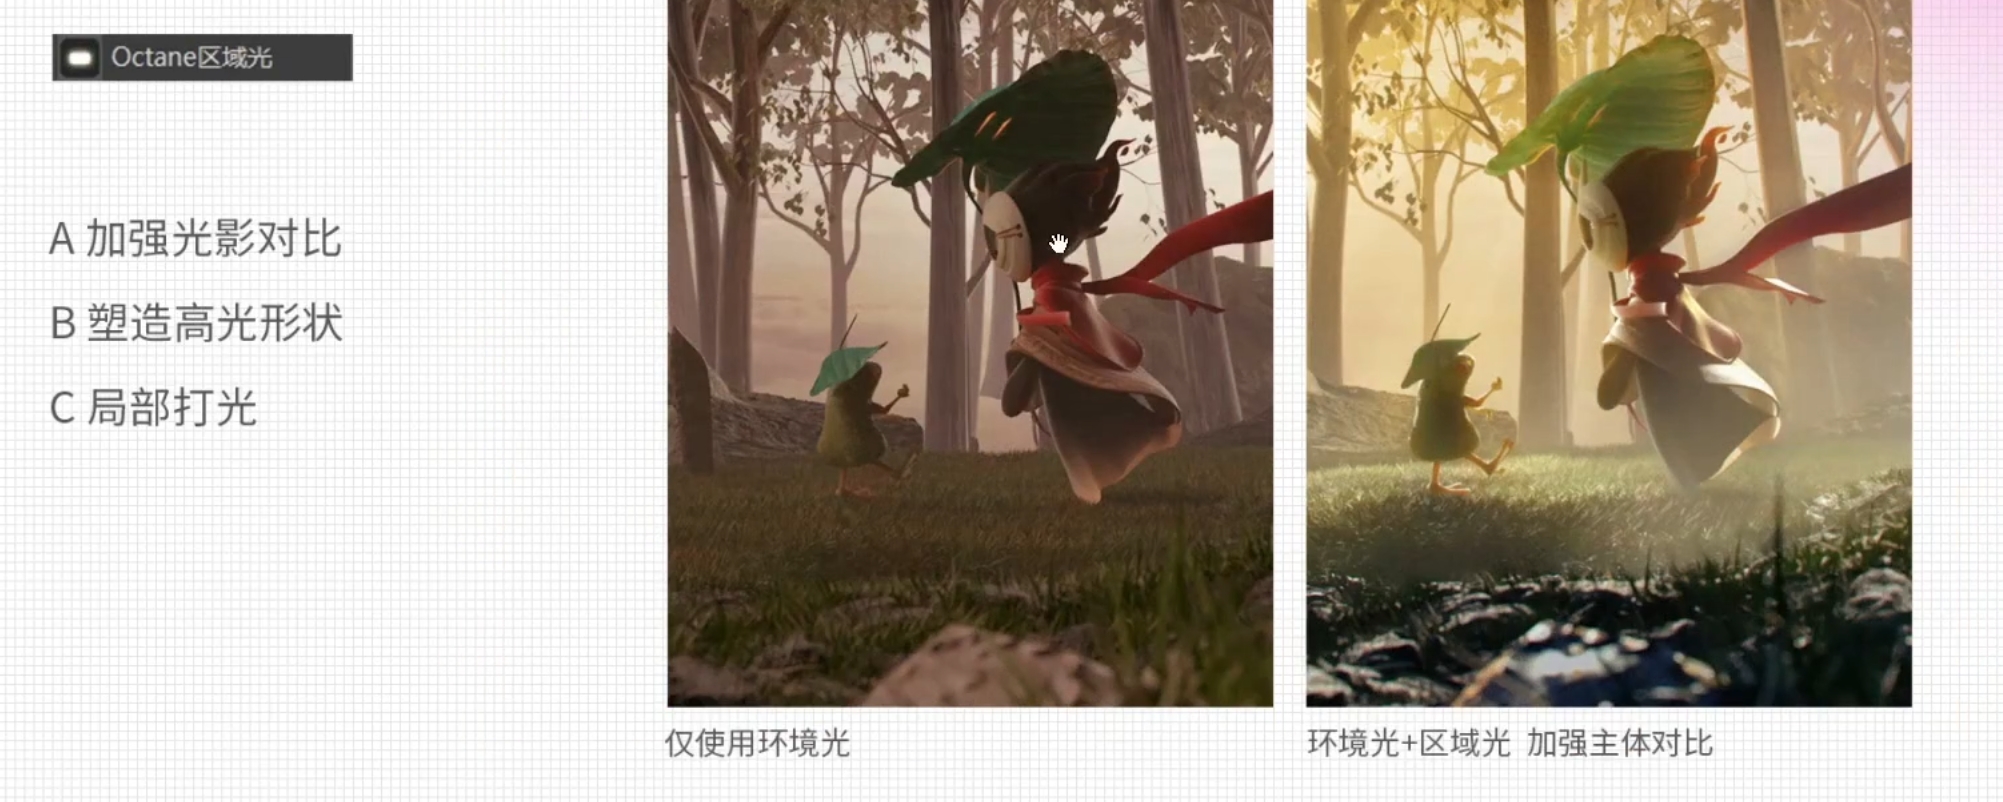 Octane区域光
A 加强光影对比
B 塑造高光形状
C 局部打光
仅使用环境光
环境光+区域光 加强主体对比